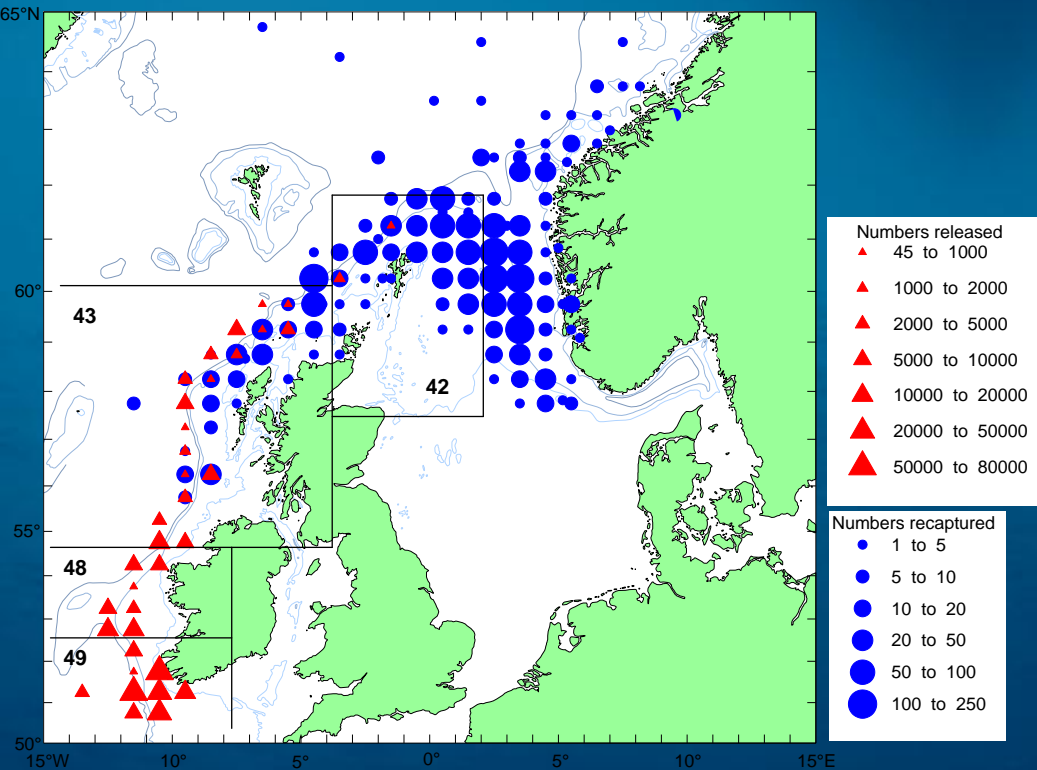 65°N
60°
43
42
55°
48
49
50°
15°W
10°
5°
0°
5°
10°
15°E
Numbers released
45 to 1000
1000 to 2000
2000 to 5000
5000 to 10000
10000 to 20000
20000 to 50000
50000 to 80000
Numbers recaptured
1 to 5
5 to 10
10 to 20
20 to 50
50 to 100
100 to 250